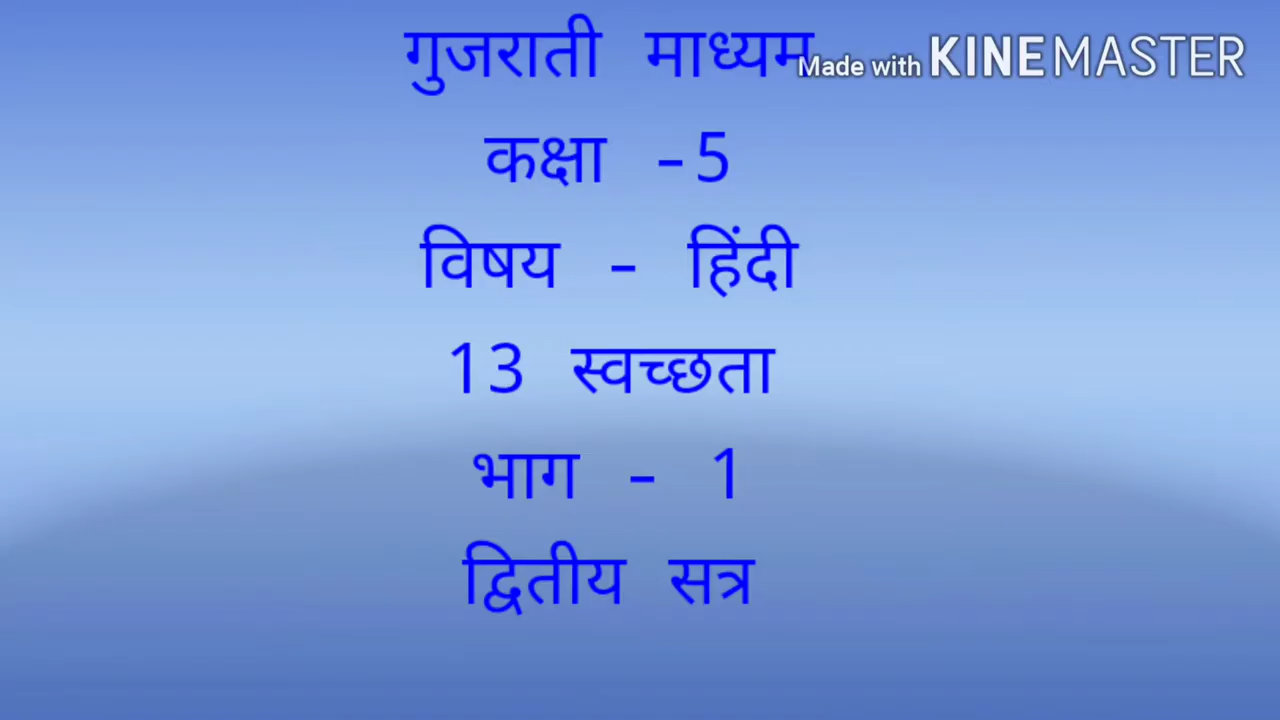 गुजराती माध्यम
Made with KINEMASTER
कक्षा -5
विषय - हिंदी
13 स्वच्छता
भाग - 1
द्वितीय सत्र